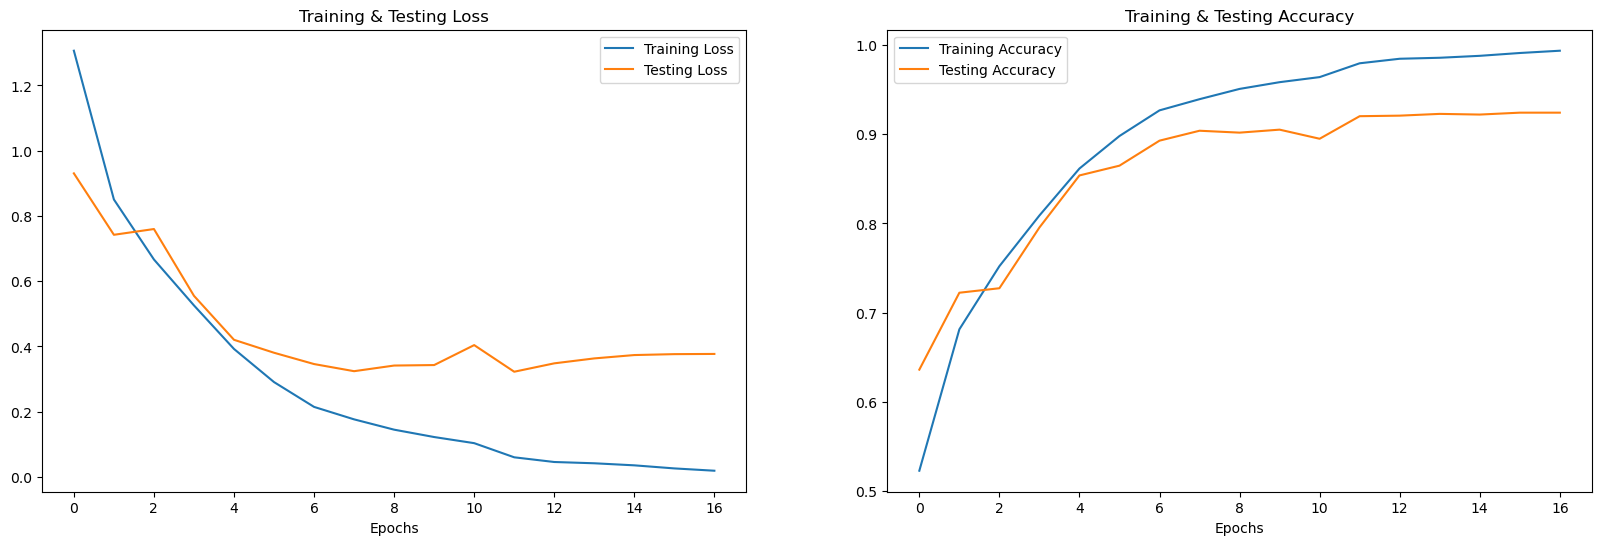 Training & Testing Loss
Training Loss
Testing Loss
1.2
1.0
0.8
0.6
0.4
0.2
0.0
0 2 4 6 8 10 12 14 16
Epochs
Training & Testing Accuracy
Training Accuracy
Testing Accuracy
1.0
0.9
0.8
0.7
0.6
0.5
0 2 4 6 8 10 12 14 16
Epochs